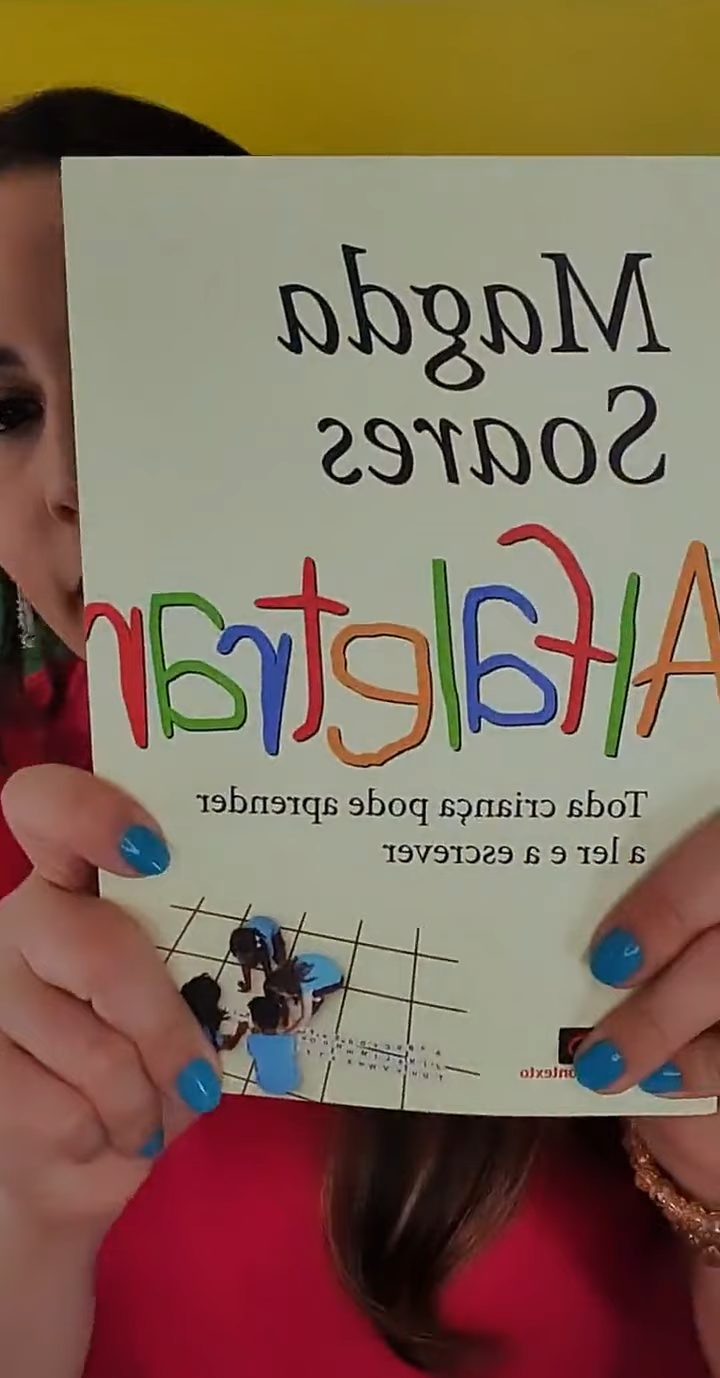 Magda
Soares
Alfaletrar
Toda criança pode aprender
a ler e a escrever